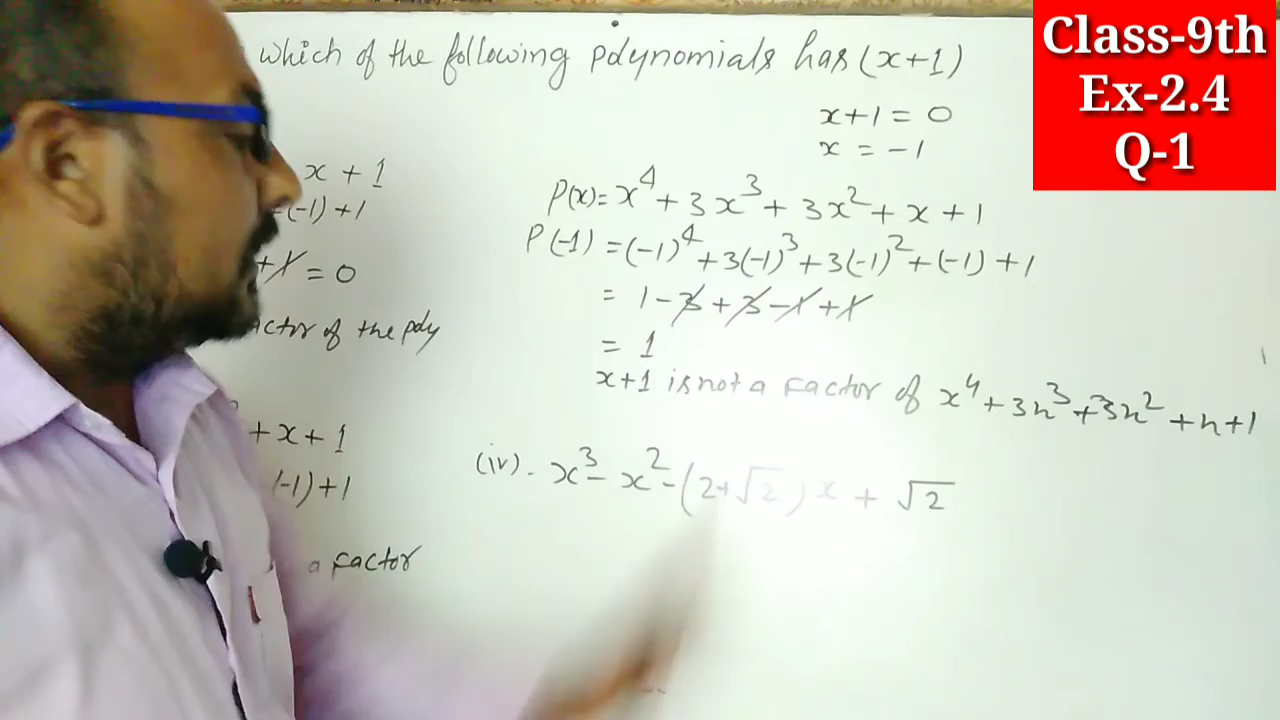 which of the following polynomials has (x+1)
Class-9th
Ex-2.4
Q-1
x+1 = 0
x = -1
x + 1
(-1) + 1
+1 = 0
factor of the poly
+ x + 1
(-1) + 1
a factor
P(x) = x⁴ + 3x³ + 3x² + x + 1
P(-1) = (-1)⁴ + 3(-1)³ + 3(-1)² + (-1) + 1
= 1 - 3 + 3 - 1 + 1
= 1
x+1 is not a factor of x⁴ + 3x³ + 3x² + x + 1
(iv). x³ - x² - (2+√2) x + √2